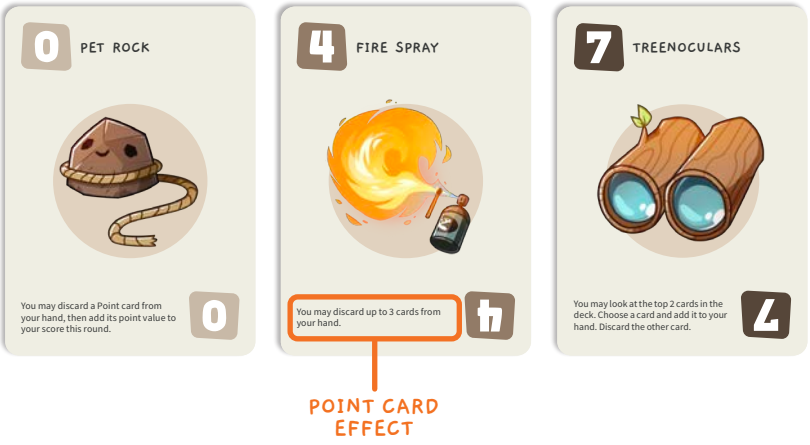 0 PET ROCK
You may discard a Point card from
your hand, then add its point value to
your score this round.
0
4 FIRE SPRAY
You may discard up to 3 cards from
your hand.
4
7 TREENOCULARS
You may look at the top 2 cards in the
deck. Choose a card and add it to your
hand. Discard the other card.
7
POINT CARD
EFFECT